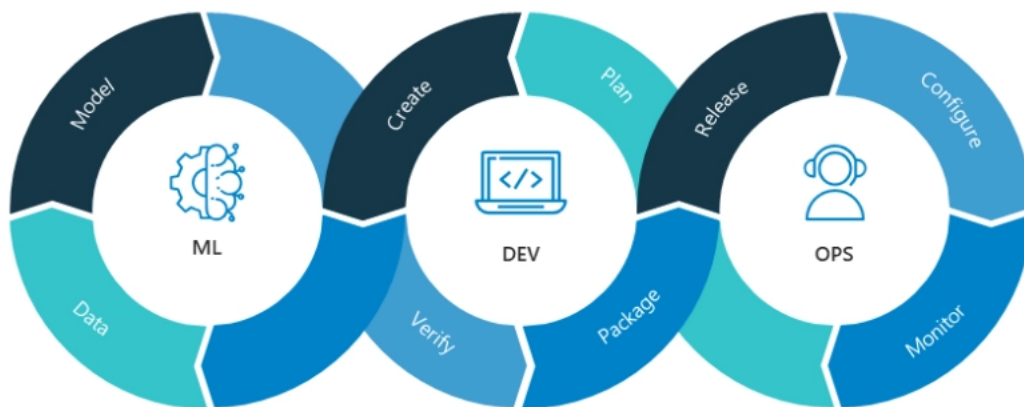 Model
Data
ML
Create
Plan
Verify
Package
DEV
Release
Configure
Monitor
OPS